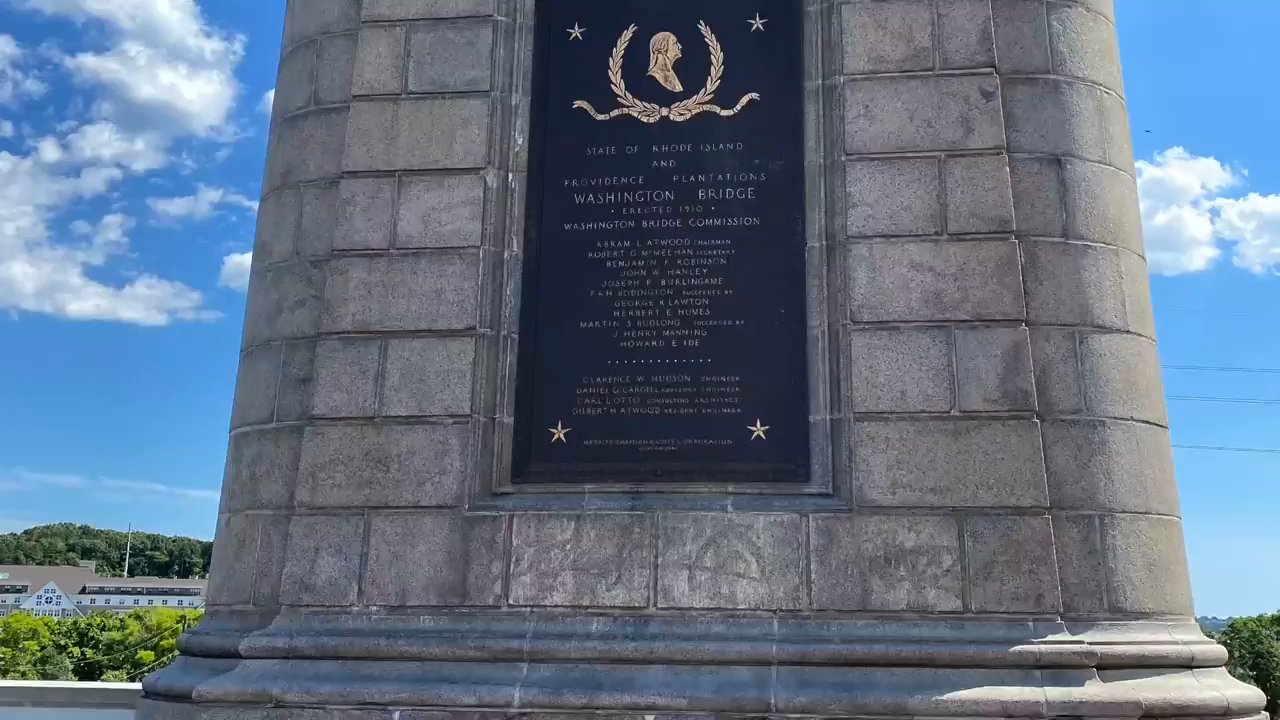 STATE OF RHODE ISLAND
AND
PROVIDENCE PLANTATIONS
WASHINGTON BRIDGE
• ERECTED 1930 •
WASHINGTON BRIDGE COMMISSION
ABRAM L. ATWOOD CHAIRMAN
ROBERT G. McMEEHAN SECRETARY
BENJAMIN F. ROBINSON
JOHN W. HANLEY
JOSEPH P. BURLINGAME
BODINGTON SUCCEEDED BY
GEORGE R. LAWTON
HERBERT E. HUMES
MARTIN S. BUDLONG SUCCEEDED BY
J. HENRY MANNING
HOWARD E. IDE
CLARENCE W. HUDSON ENGINEER
DANIEL G. CARGILL ADVISORY ENGINEER
CARL L. OTTO CONSULTING ARCHITECT
GILBERT H. ATWOOD RESIDENT ENGINEER
CORPORATION